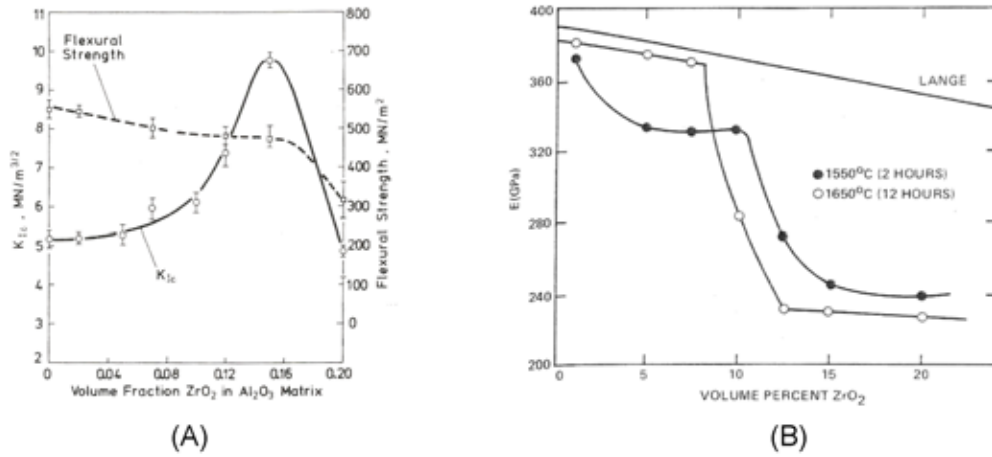 11
10
9
8
7
6
5
4
3
2
K_Ic , MN/m^3/2
Flexural
Strength
K_Ic
800
700
600
500
400
300
200
100
0
Flexural Strength, MN/m²
0 0.04 0.08 0.12 0.16 0.20
Volume Fraction ZrO₂ in Al₂O₃ Matrix
(A)
400
360
320
280
240
200
E(GPa)
LANGE
1550°C (2 HOURS)
1650°C (12 HOURS)
0 5 10 15 20
VOLUME PERCENT ZrO₂
(B)